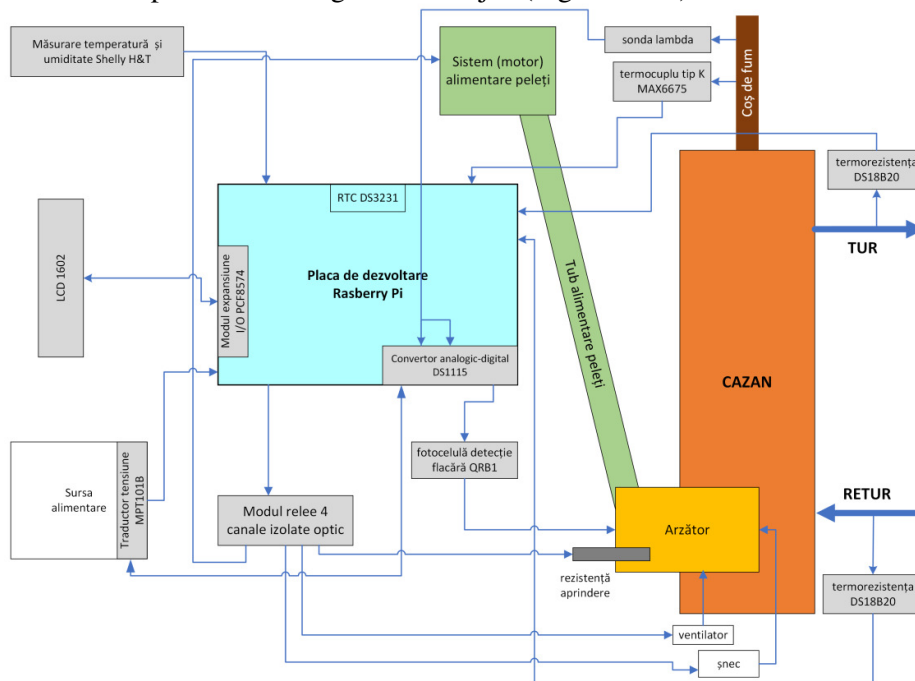 Măsurare temperatură și
umiditate Shelly H&T
Sistem (motor)
alimentare peleți
sonda lambda
termocuplu tip K
MAX6675
Coș de fum
termorezistența
DS18B20
TUR
RTC DS3231
Placa de dezvoltare
Rasberry Pi
LCD 1602
Modul expansiune
I/O PCF8574
Convertor analogic-digital
DS1115
Tub alimentare peleți
CAZAN
Sursa
alimentare
Traductor tensiune
MPT101B
fotocelulă detecție
flacără QRB1
Modul relee 4
canale izolate optic
Arzător
RETUR
rezistență
aprindere
termorezistența
DS18B20
ventilator
șnec